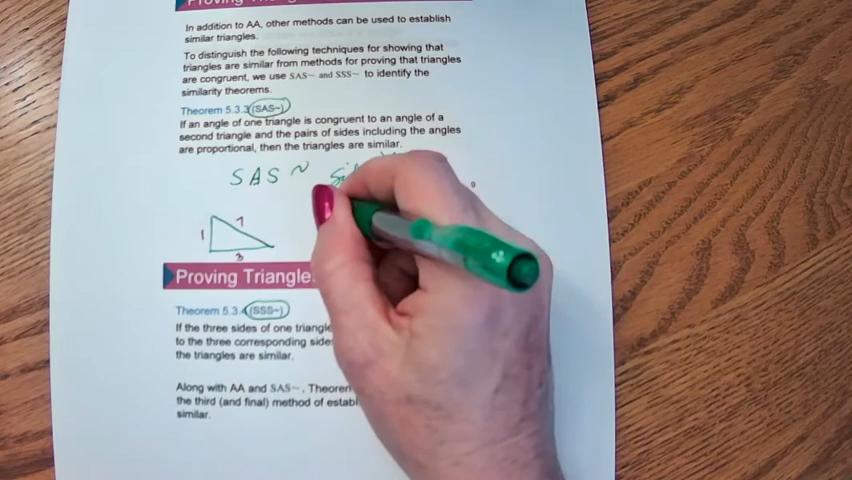 Proving Triangl
In addition to AA, other methods can be used to establish
similar triangles.
To distinguish the following techniques for showing that
triangles are similar from methods for proving that triangles
are congruent, we use SAS~ and SSS~ to identify the
similarity theorems.
Theorem 5.3.3 (SAS~)
If an angle of one triangle is congruent to an angle of a
second triangle and the pairs of sides including the angles
are proportional, then the triangles are similar.
9
SAS ~
1
3
Proving Triangle
Theorem 5.3.4 (SSS~)
If the three sides of one triangle
to the three corresponding side
the triangles are similar.
Along with AA and SAS~, Theorem
the third (and final) method of establ
similar.